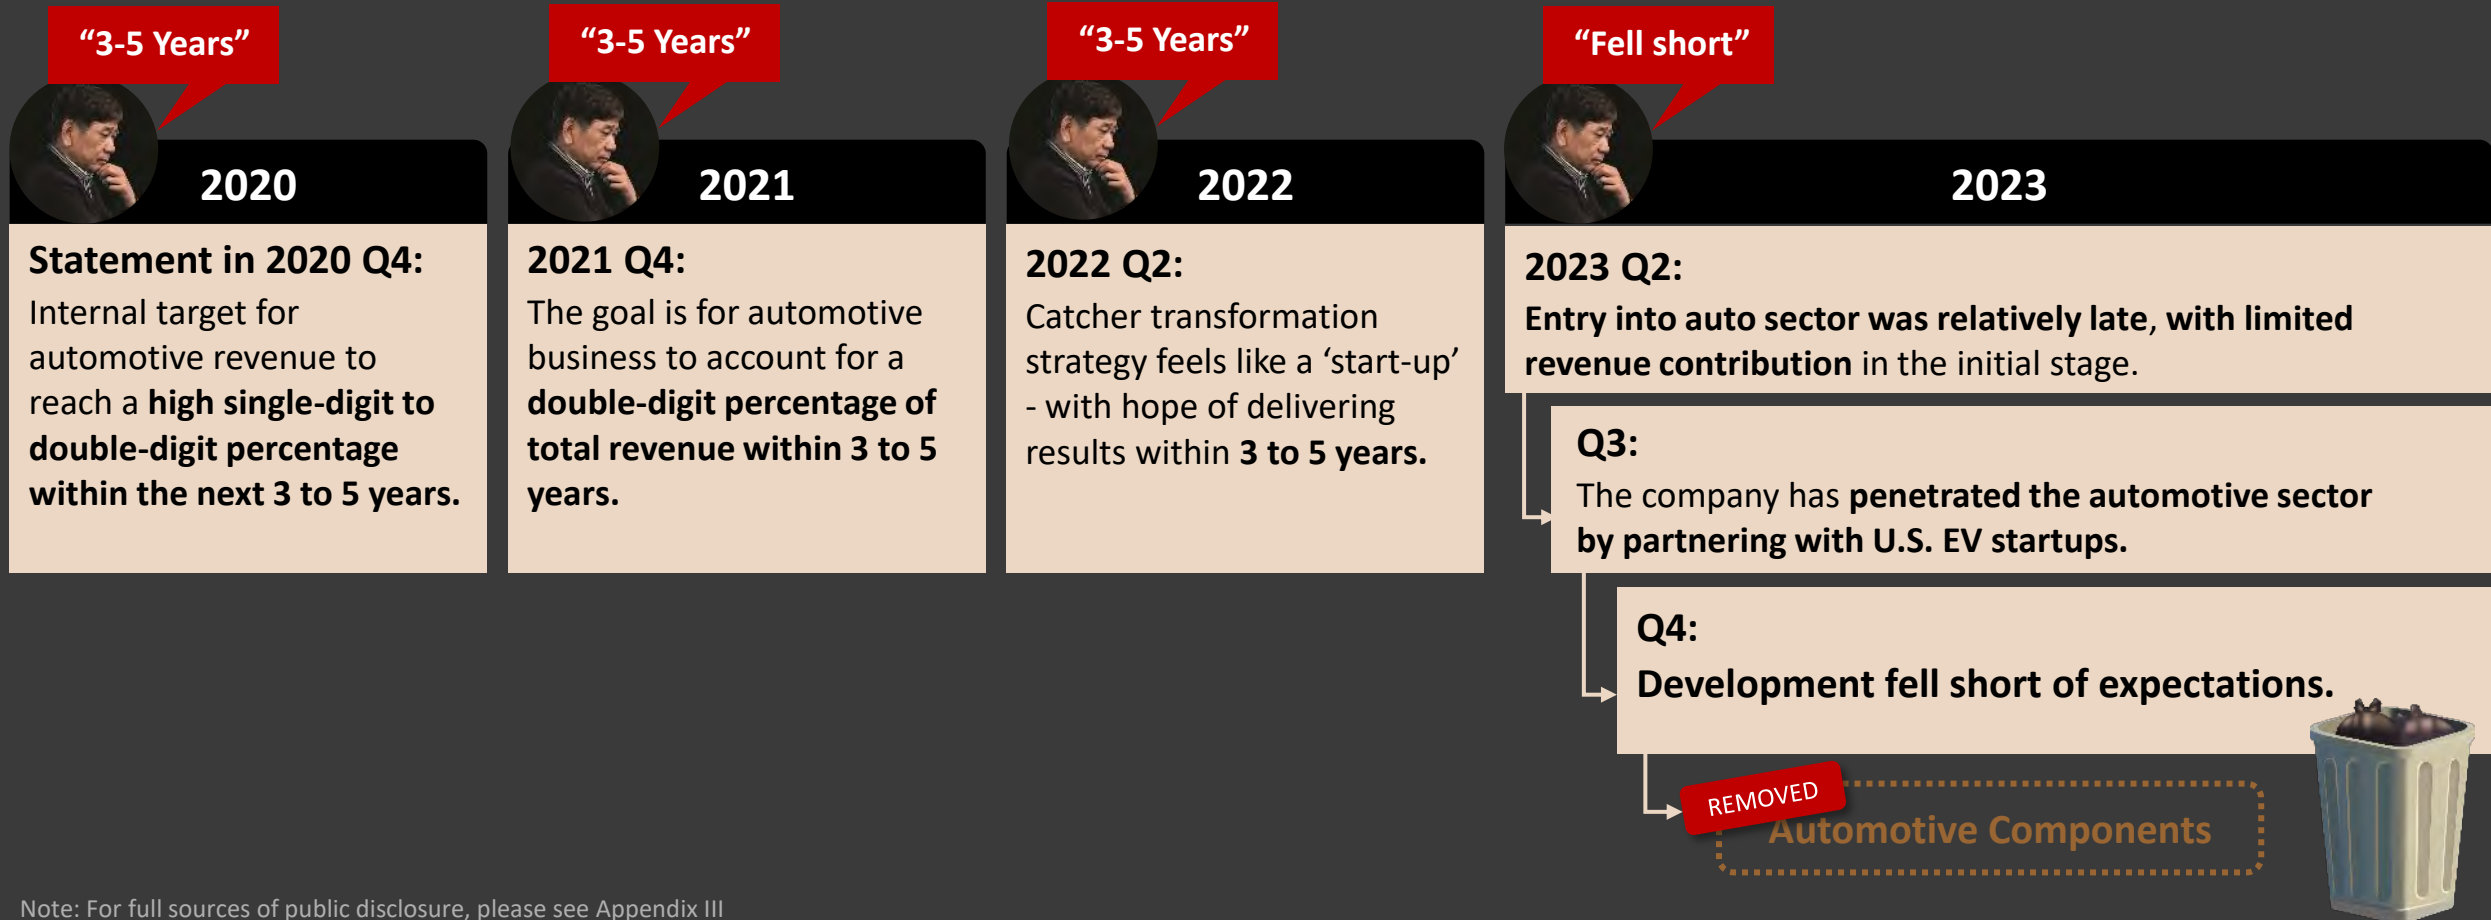 “3-5 Years”
2020
Statement in 2020 Q4:
Internal target for
automotive revenue to
reach a high single-digit to
double-digit percentage
within the next 3 to 5 years.
“3-5 Years”
2021
2021 Q4:
The goal is for automotive
business to account for a
double-digit percentage of
total revenue within 3 to 5
years.
“3-5 Years”
2022
2022 Q2:
Catcher transformation
strategy feels like a ‘start-up’
- with hope of delivering
results within 3 to 5 years.
“Fell short”
2023
2023 Q2:
Entry into auto sector was relatively late, with limited
revenue contribution in the initial stage.
Q3:
The company has penetrated the automotive sector
by partnering with U.S. EV startups.
Q4:
Development fell short of expectations.
REMOVED
Automotive Components
Note: For full sources of public disclosure, please see Appendix III